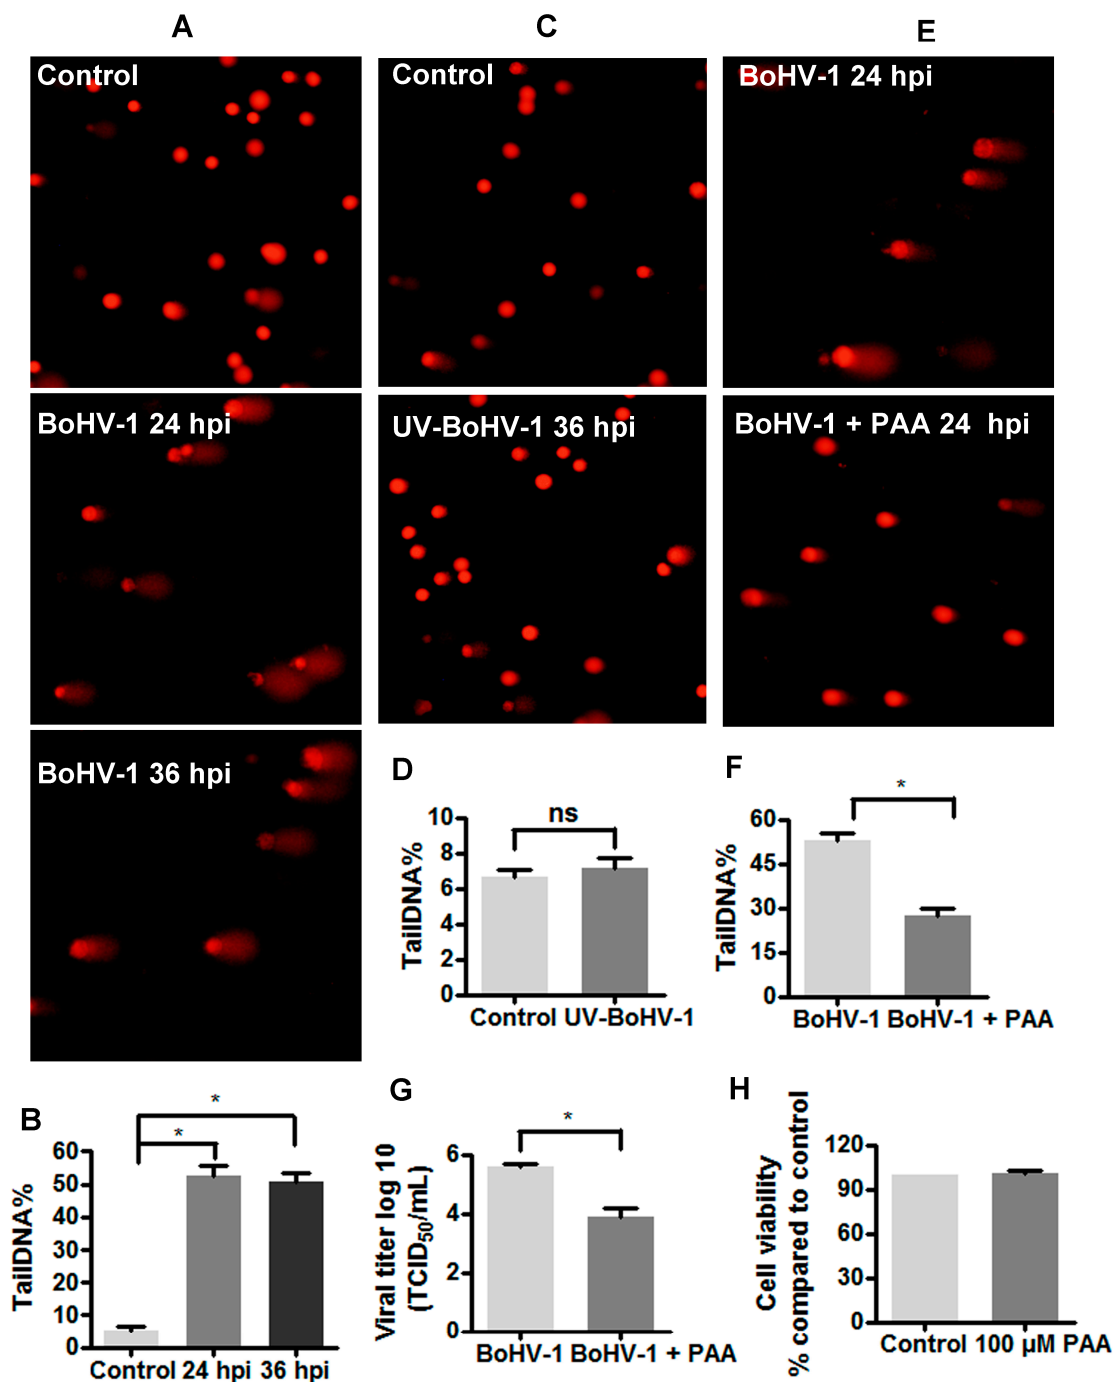 A
C
E
Control
Control
BoHV-1 24 hpi
BoHV-1 24 hpi
UV-BoHV-1 36 hpi
BoHV-1 + PAA 24 hpi
BoHV-1 36 hpi
D
10
8
6
4
2
0
TailDNA%
ns
Control UV-BoHV-1
F
60
45
30
15
0
TailDNA%
*
BoHV-1 BoHV-1 + PAA
B
60
50
40
30
20
10
0
TailDNA%
*
*
Control 24 hpi 36 hpi
G
6
4
2
0
Viral titer log 10
(TCID50/mL)
*
BoHV-1 BoHV-1 + PAA
H
120
90
60
30
0
Cell viability
% compared to control
Control 100 µM PAA